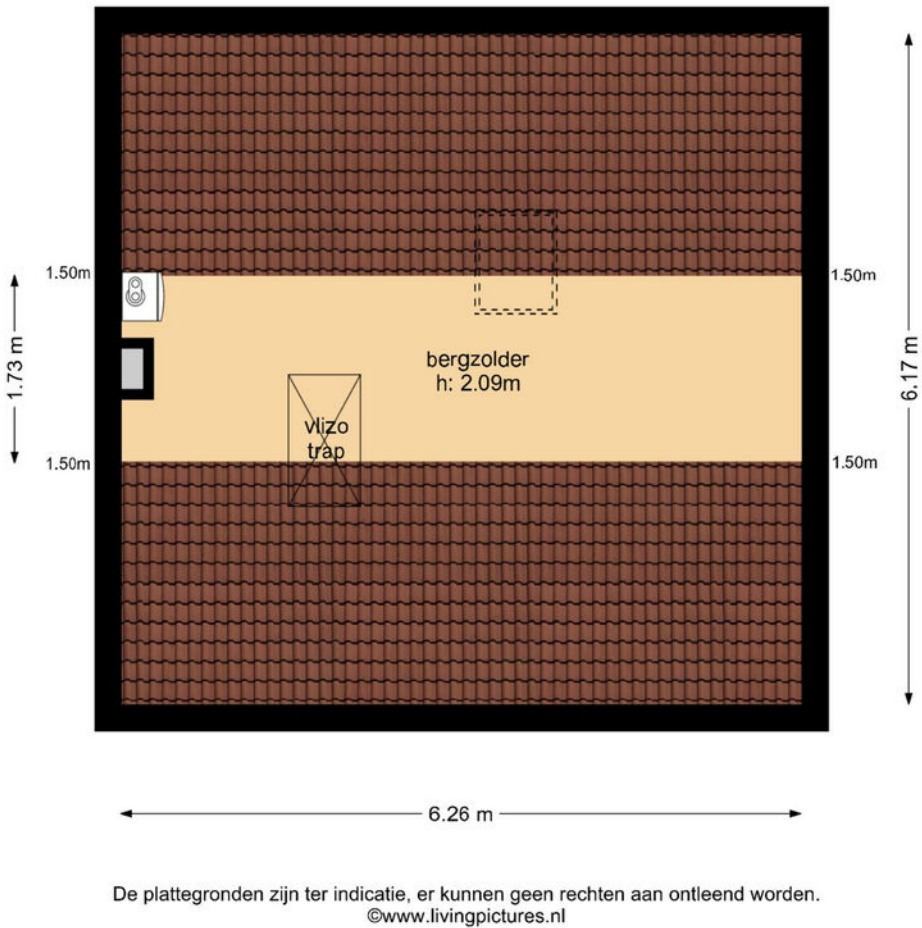 1.50m
1.50m
1.73 m
bergzolder
h: 2.09m
6.17 m
vlizo
trap
1.50m
1.50m
6.26 m
De plattegronden zijn ter indicatie, er kunnen geen rechten aan ontleend worden.
©www.livingpictures.nl